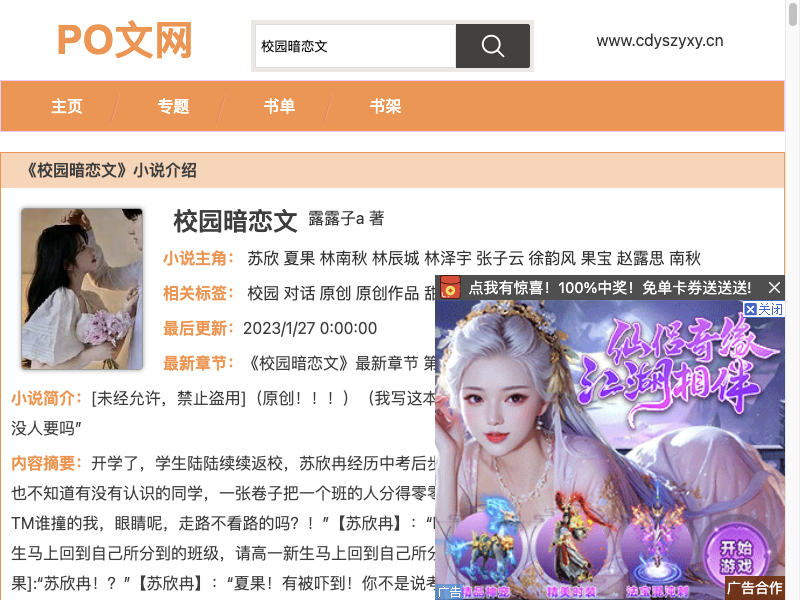 PO文网
校园暗恋文
www.cdyszyxy.cn
主页 专题 书单 书架
《校园暗恋文》小说介绍
校园暗恋文 露露子a 著
小说主角： 苏欣 夏果 林南秋 林辰城 林泽宇 张子云 徐韵风 果宝 赵露思 南秋
相关标签： 校园 对话 原创 原创作品 甜
最后更新： 2023/1/27 0:00:00
最新章节： 《校园暗恋文》最新章节 第
小说简介： [未经允许，禁止盗用]（原创！！！）（我写这本
没人要吗”
内容摘要： 开学了，学生陆陆续续返校，苏欣冉经历中考后步
也不知道有没有认识的同学，一张卷子把一个班的人分得零零
TM谁撞的我，眼睛呢，走路不看路的吗？！”【苏欣冉】：“
生马上回到自己所分到的班级，请高一新生马上回到自己所分
果]:“苏欣冉！？”【苏欣冉】：“夏果！有被吓到！你不是说考
点我有惊喜！100%中奖！免单卡券送送送!
关闭
仙侣奇缘
江湖相伴
开始
游戏
精品神宠 精美时装 法宝需冲刺
广告
广告合作